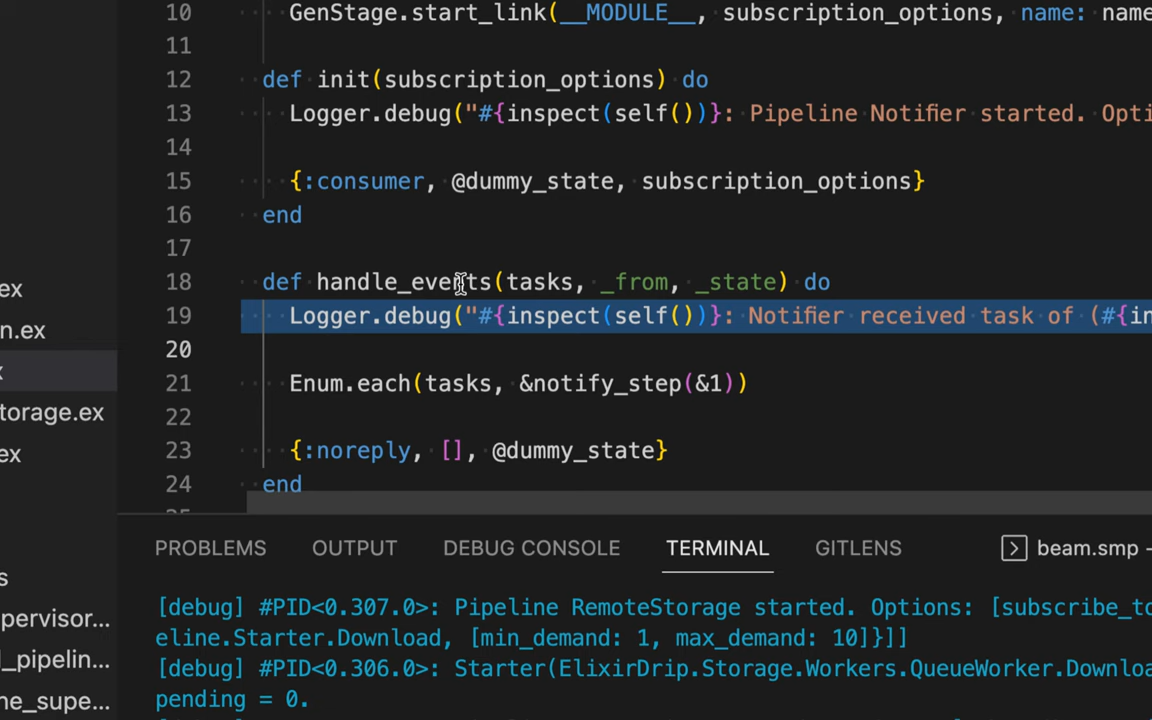 10 GenStage.start_link(__MODULE__, subscription_options, name: name
11
12 def init(subscription_options) do
13 Logger.debug("#{inspect(self())}: Pipeline Notifier started. Opti
14
15 {:consumer, @dummy_state, subscription_options}
16 end
17
18 def handle_events(tasks, _from, _state) do
19 Logger.debug("#{inspect(self())}: Notifier received task of (#{in
20
21 Enum.each(tasks, &notify_step(&1))
22
23 {:noreply, [], @dummy_state}
24 end
ex
n.ex
x
torage.ex
ex
s
pervisor...
l_pipelin...
ne_supe...
PROBLEMS OUTPUT DEBUG CONSOLE TERMINAL GITLENS beam.smp
[debug] #PID<0.307.0>: Pipeline RemoteStorage started. Options: [subscribe_to
eline.Starter.Download, [min_demand: 1, max_demand: 10]}]]
[debug] #PID<0.306.0>: Starter(ElixirDrip.Storage.Workers.QueueWorker.Downloa
pending = 0.